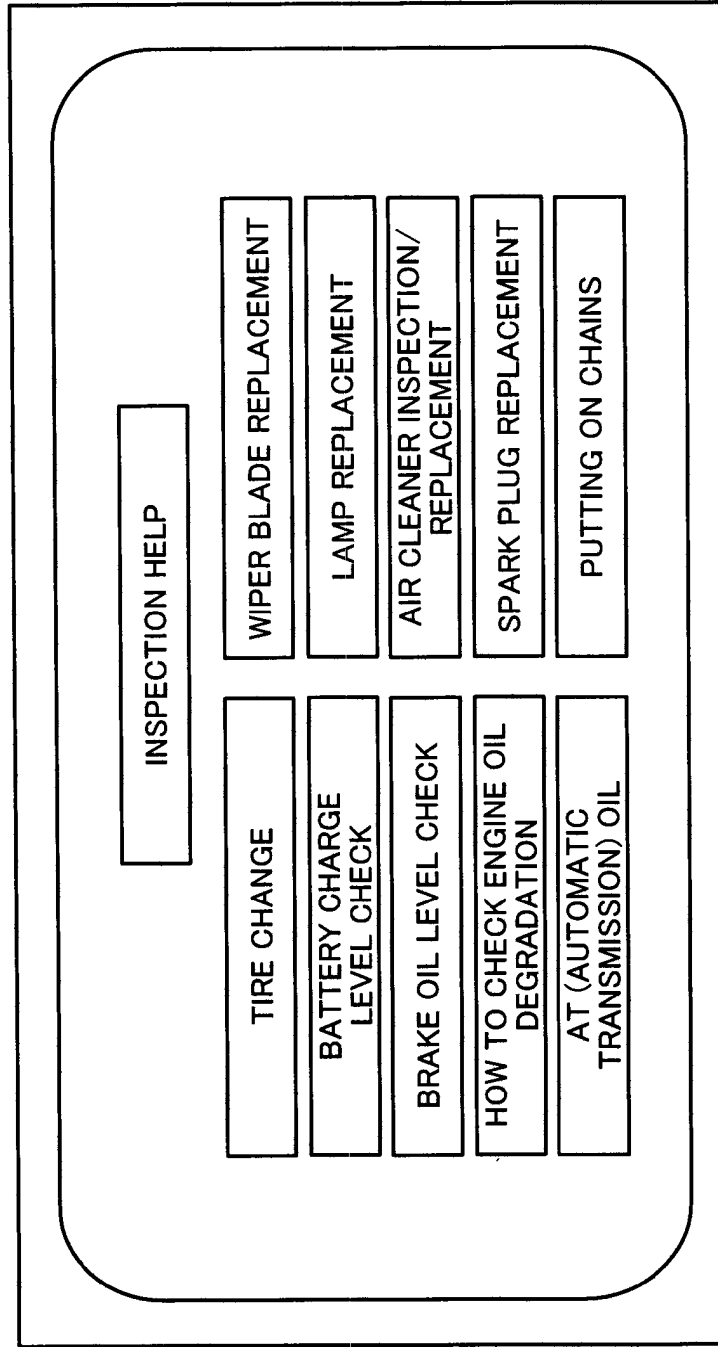 INSPECTION HELP
TIRE CHANGE
BATTERY CHARGE
LEVEL CHECK
BRAKE OIL LEVEL CHECK
HOW TO CHECK ENGINE OIL
DEGRADATION
AT (AUTOMATIC
TRANSMISSION) OIL
WIPER BLADE REPLACEMENT
LAMP REPLACEMENT
AIR CLEANER INSPECTION/
REPLACEMENT
SPARK PLUG REPLACEMENT
PUTTING ON CHAINS